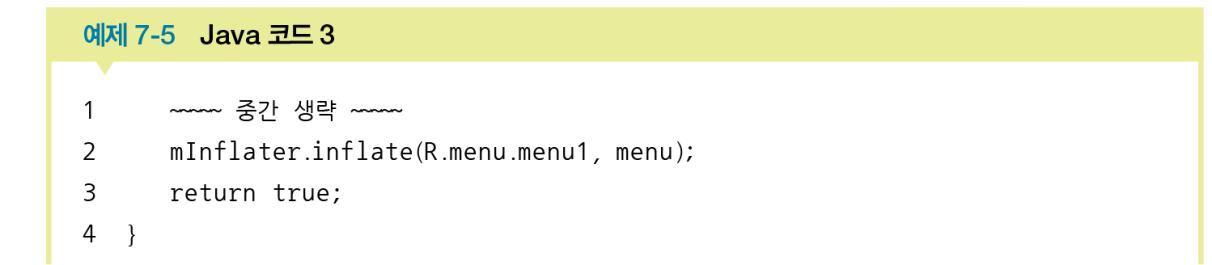 예제 7-5 Java 코드 3
1 ~~~~~ 중간 생략 ~~~~~
2 mInflater.inflate(R.menu.menu1, menu);
3 return true;
4 }